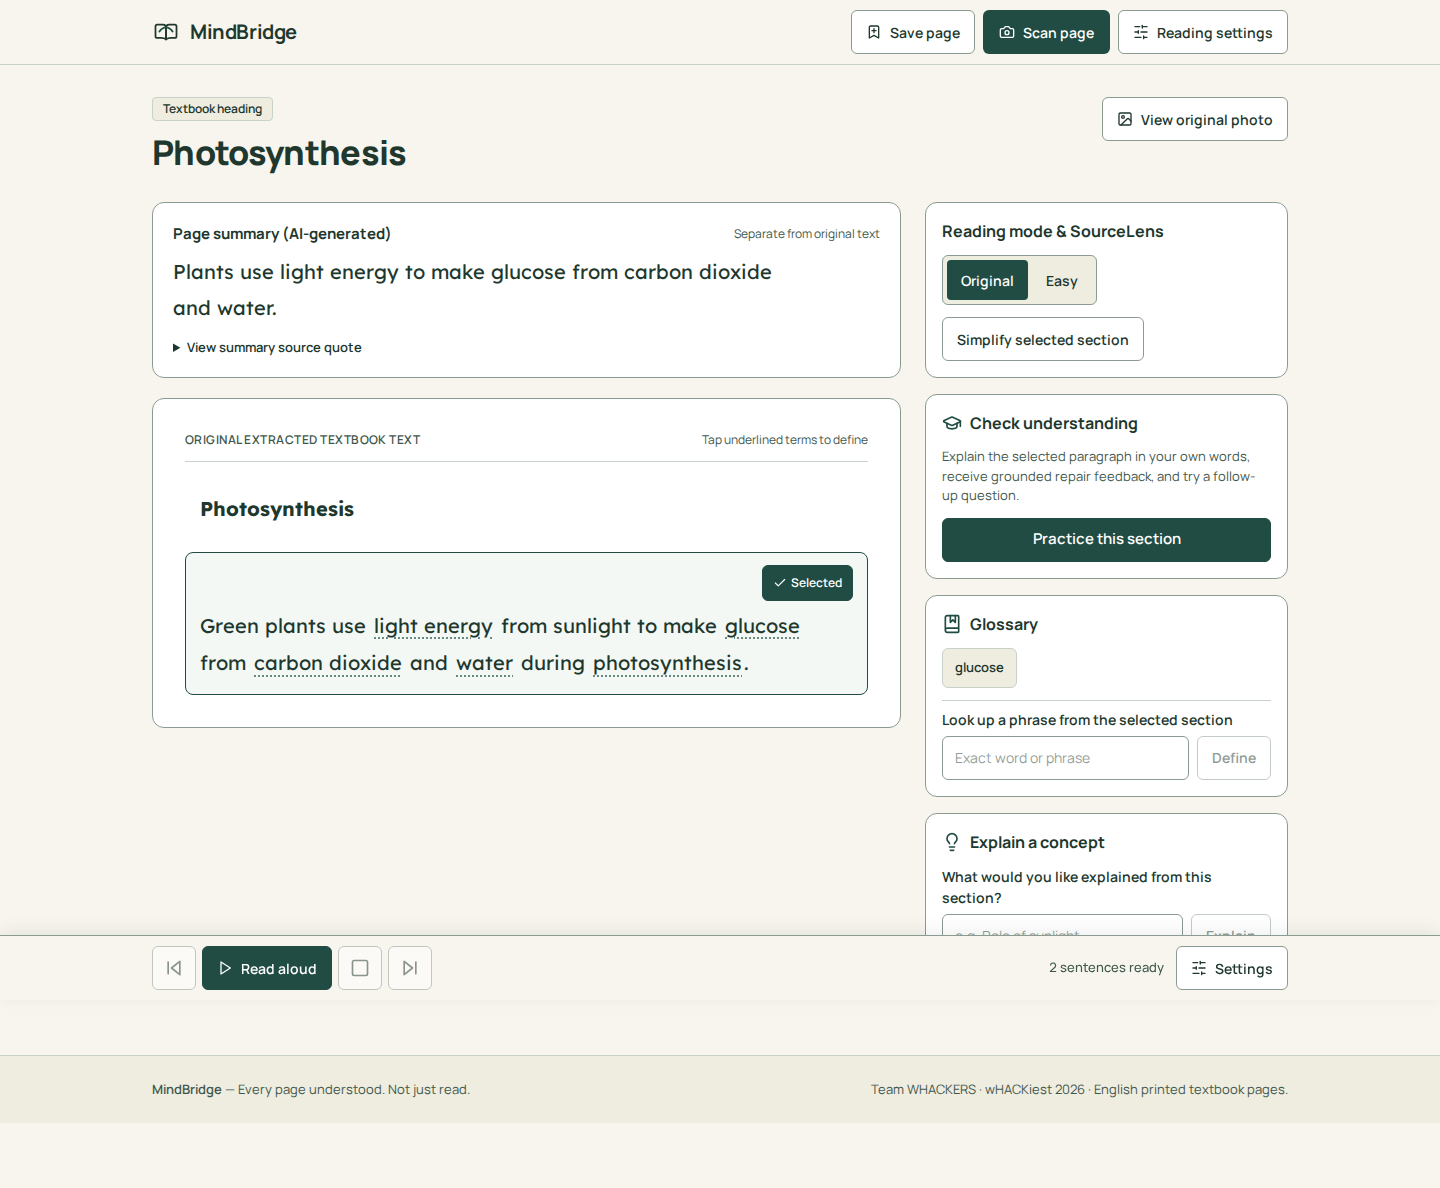 MindBridge
Save page
Scan page
Reading settings
Textbook heading
View original photo
Photosynthesis
Page summary (AI-generated)
Separate from original text
Plants use light energy to make glucose from carbon dioxide
and water.
View summary source quote
ORIGINAL EXTRACTED TEXTBOOK TEXT
Tap underlined terms to define
Photosynthesis
Selected
Green plants use light energy from sunlight to make glucose
from carbon dioxide and water during photosynthesis.
Reading mode & SourceLens
Original
Easy
Simplify selected section
Check understanding
Explain the selected paragraph in your own words,
receive grounded repair feedback, and try a follow-
up question.
Practice this section
Glossary
glucose
Look up a phrase from the selected section
Exact word or phrase
Define
Explain a concept
What would you like explained from this
section?
e.g. Role of sunlight
Explain
Read aloud
2 sentences ready
Settings
MindBridge — Every page understood. Not just read.
Team WHACKERS · wHACKiest 2026 · English printed textbook pages.